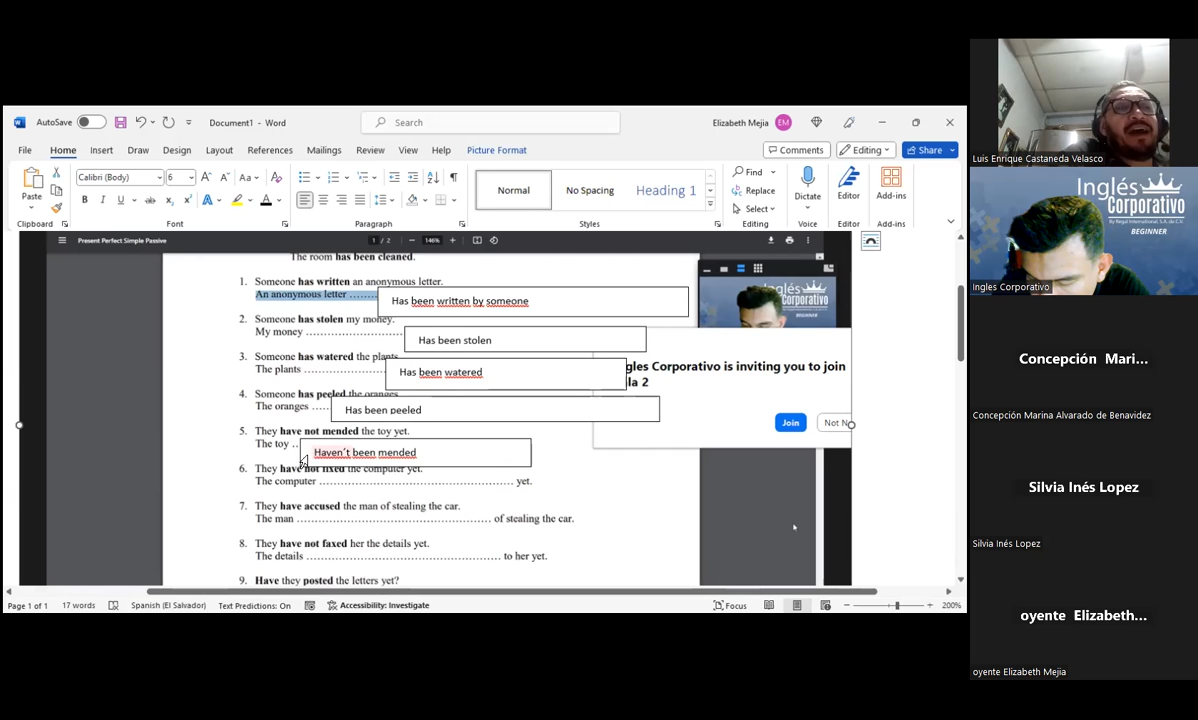 AutoSave
Document1 - Word
Search
Elizabeth Mejia
EM
File
Home
Insert
Draw
Design
Layout
References
Mailings
Review
View
Help
Picture Format
Comments
Editing
Share
Paste
Calibri (Body)
6
Normal
No Spacing
Heading 1
Find
Replace
Select
Dictate
Editor
Add-ins
Clipboard
Font
Paragraph
Styles
Editing
Voice
Editor
Add-ins
Present Perfect Simple Passive
1 / 2
146%
The room has been cleaned.
1. Someone has written an anonymous letter.
An anonymous letter ........
Has been written by someone
2. Someone has stolen my money.
My money ..............................
Has been stolen
3. Someone has watered the plants
The plants .........................
Has been watered
4. Someone has peeled the oranges
The oranges ....
Has been peeled
5. They have not mended the toy yet.
The toy ..
Haven't been mended
6. They have not fixed the computer yet.
The computer ............................................................ yet.
7. They have accused the man of stealing the car.
The man ..................................................... of stealing the car.
8. They have not faxed her the details yet.
The details ............................................................ to her yet.
9. Have they posted the letters yet?
Inglés
Corporativo
gles Corporativo is inviting you to join
la 2
Join
Not N
Page 1 of 1
17 words
Spanish (El Salvador)
Text Predictions: On
Accessibility: Investigate
Focus
200%
Luis Enrique Castaneda Velasco
Inglés
Corporativo
By Regal International, S.A. de C.V.
BEGINNER
Ingles Corporativo
Concepción Mari...
Concepción Marina Alvarado de Benavidez
Silvia Inés Lopez
Silvia Inés Lopez
oyente Elizabeth...
oyente Elizabeth Mejia